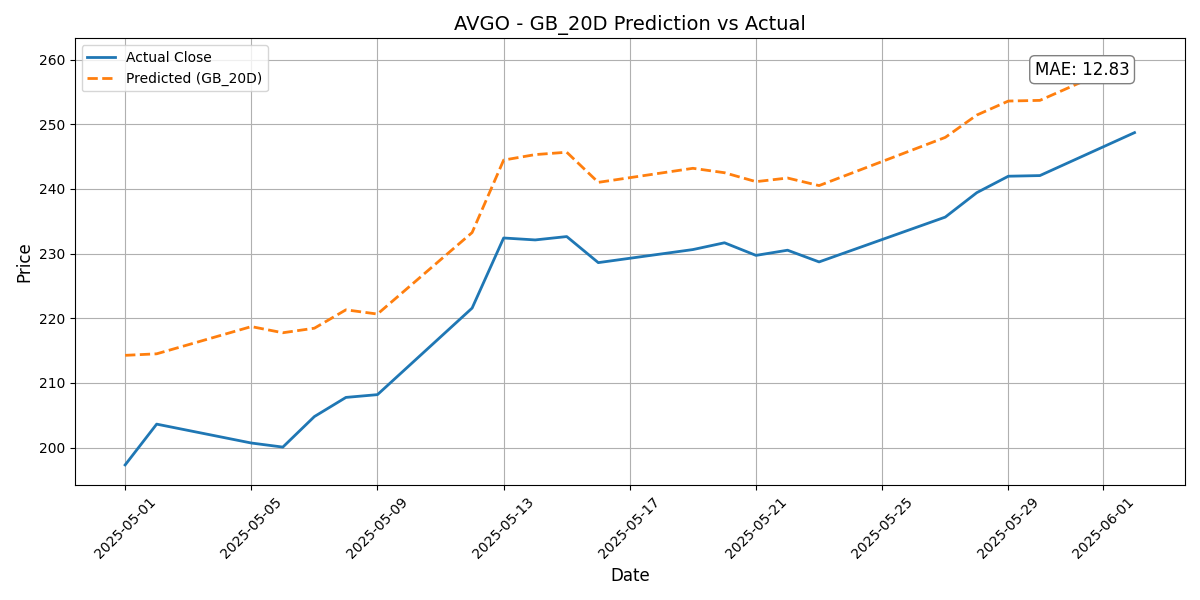 AVGO - GB_20D Prediction vs Actual
Actual Close
Predicted (GB_20D)
MAE: 12.83
Price
260
250
240
230
220
210
200
2025-05-01
2025-05-05
2025-05-09
2025-05-13
2025-05-17
2025-05-21
2025-05-25
2025-05-29
2025-06-01
Date